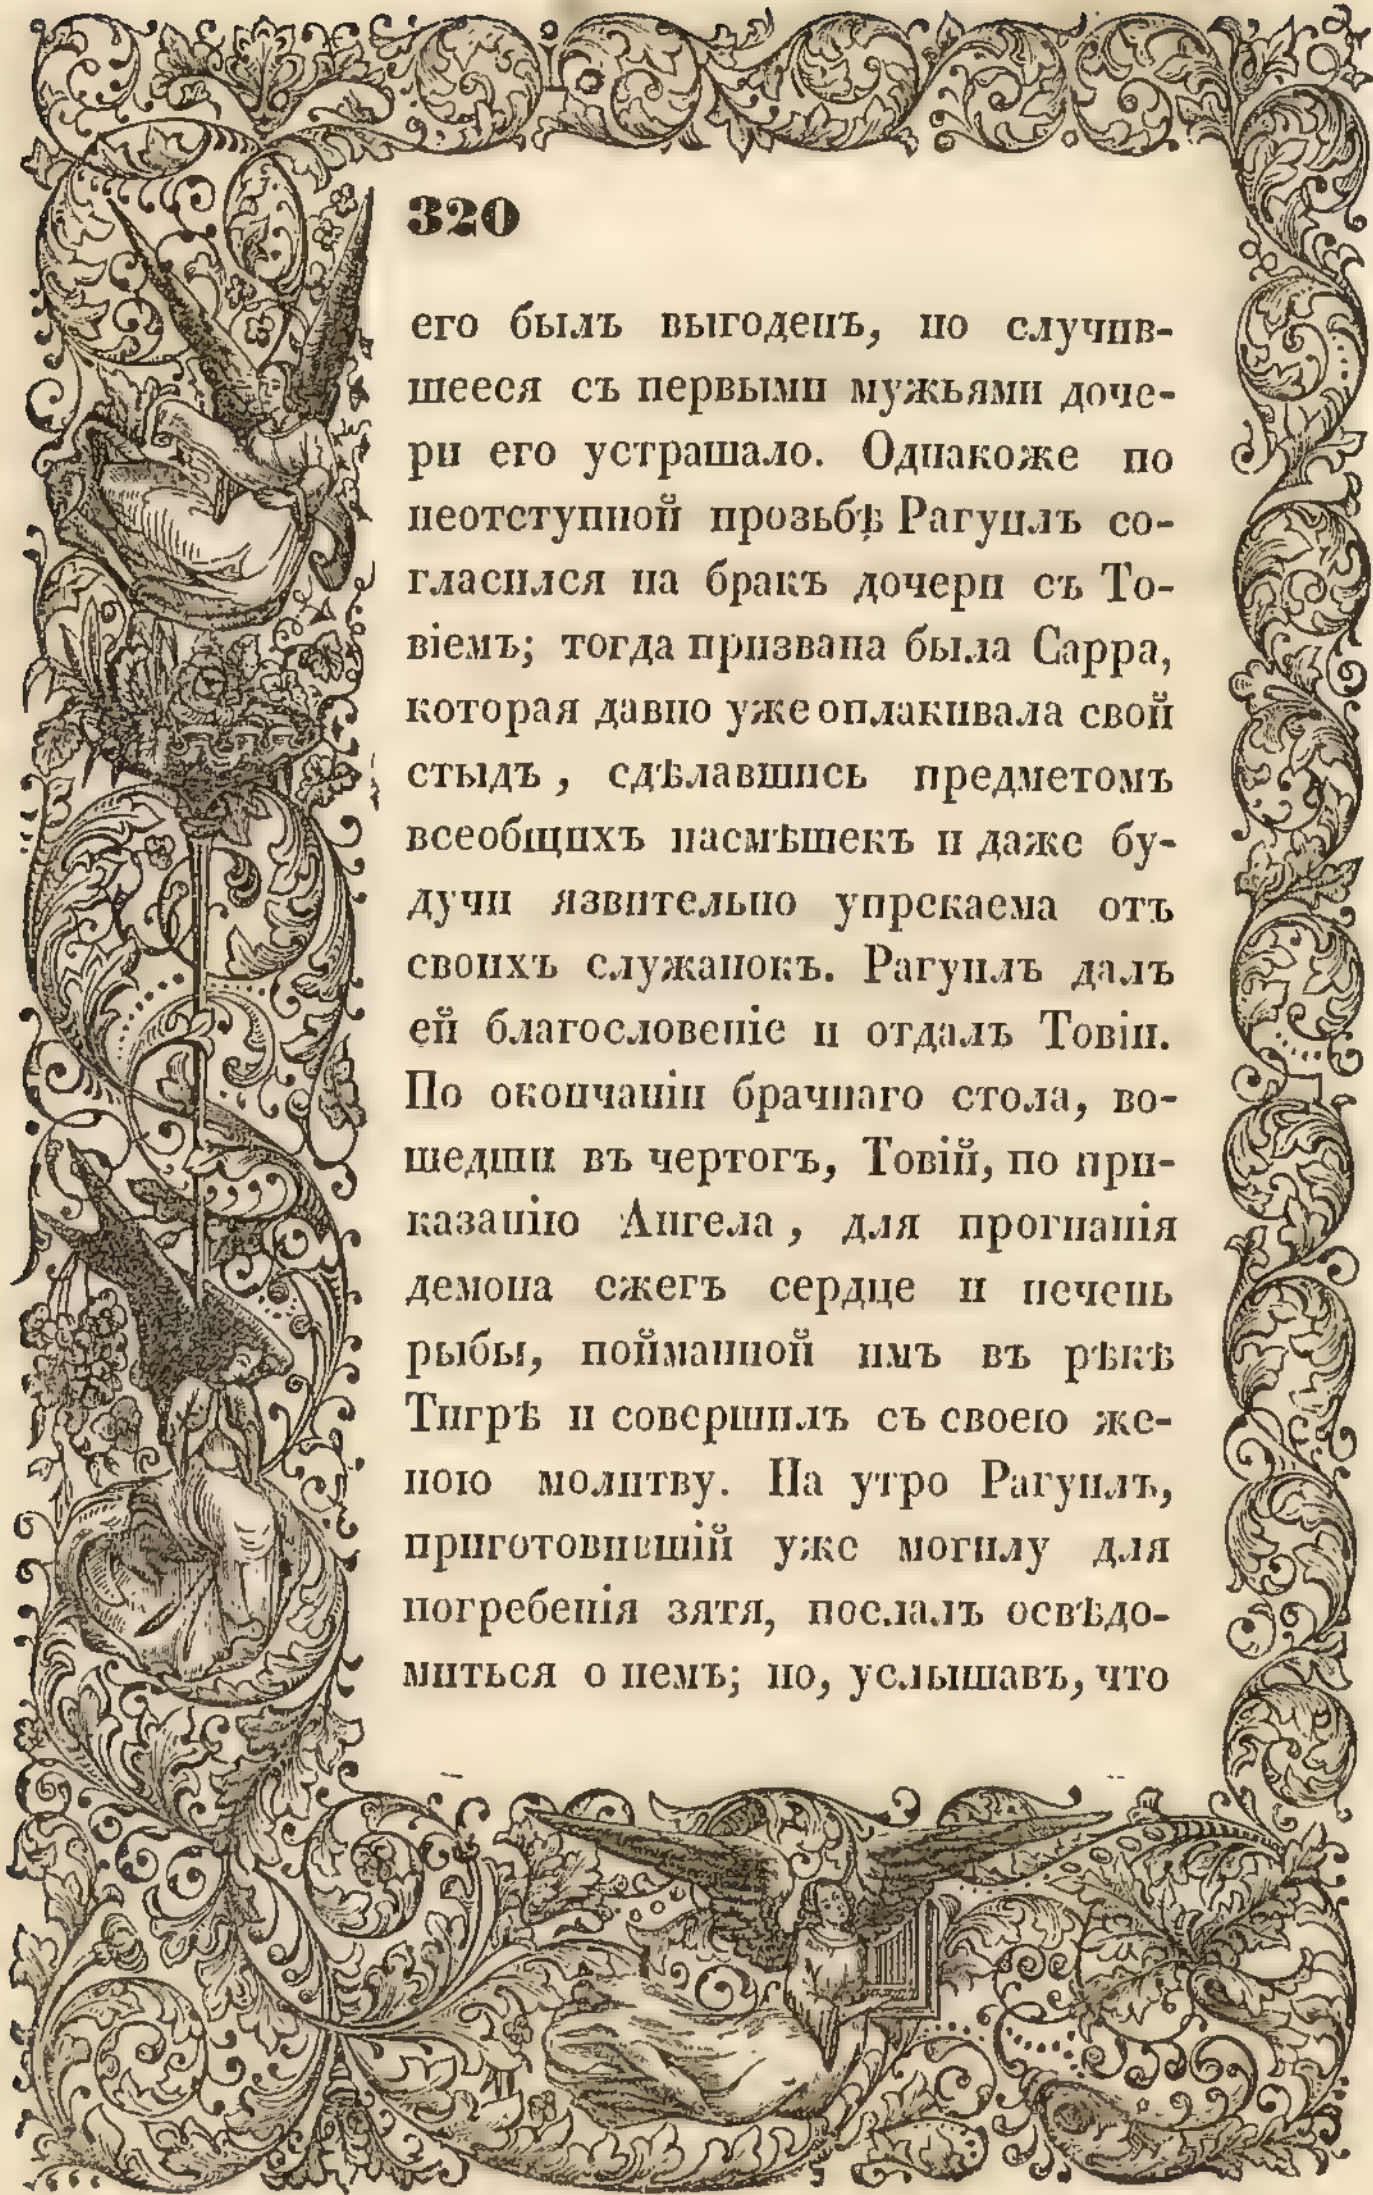 320
его былъ выгоденъ, но случив-
шееся съ первыми мужьями доче-
ри его устрашало. Однакоже по
неотступной прозьбѣ Рагуилъ со-
гласился на бракъ дочери съ То-
віемъ; тогда призвана была Сарра,
которая давно уже оплакивала свой
стыдъ, сдѣлавшись предметомъ
всеобщихъ насмѣшекъ и даже бу-
дучи язвительно упрекаема отъ
своихъ служанокъ. Рагуилъ далъ
ей благословеніе и отдалъ Товіи.
По окончаніи брачнаго стола, во-
шедши въ чертогъ, Товій, по при-
казанію Ангела, для прогнанія
демона сжегъ сердце и печень
рыбы, пойманной имъ въ рѣкѣ
Тигрѣ и совершилъ съ своею же-
ною молитву. На утро Рагуилъ,
приготовившій уже могилу для
погребенія зятя, послалъ освѣдо-
миться о немъ; но, услышавъ, что